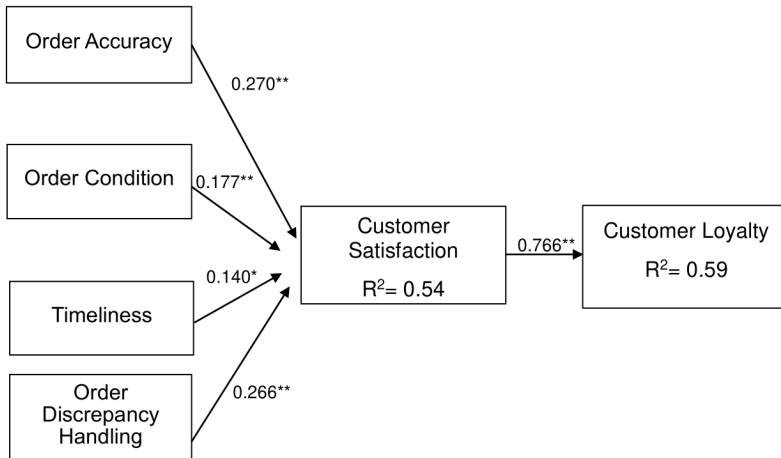 Order Accuracy
0.270**
Order Condition
0.177**
Customer
Satisfaction
R²= 0.54
0.766**
Customer Loyalty
R²= 0.59
0.140*
Timeliness
Order
Discrepancy
Handling
0.266**